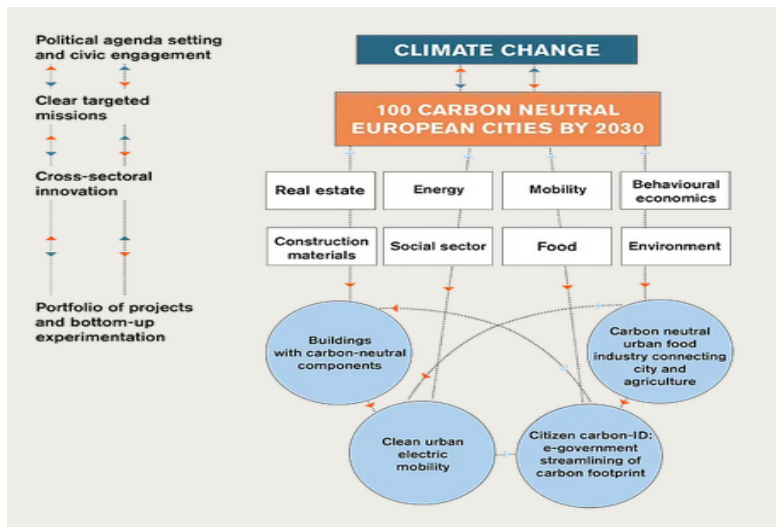 Political agenda setting
and civic engagement
Clear targeted
missions
Cross-sectoral
innovation
Portfolio of projects
and bottom-up
experimentation
CLIMATE CHANGE
100 CARBON NEUTRAL
EUROPEAN CITIES BY 2030
Real estate
Energy
Mobility
Behavioural
economics
Construction
materials
Social sector
Food
Environment
Buildings
with carbon-neutral
components
Carbon neutral
urban food
industry connecting
city and
agriculture
Clean urban
electric
mobility
Citizen carbon-ID:
e-government
streamlining of
carbon footprint